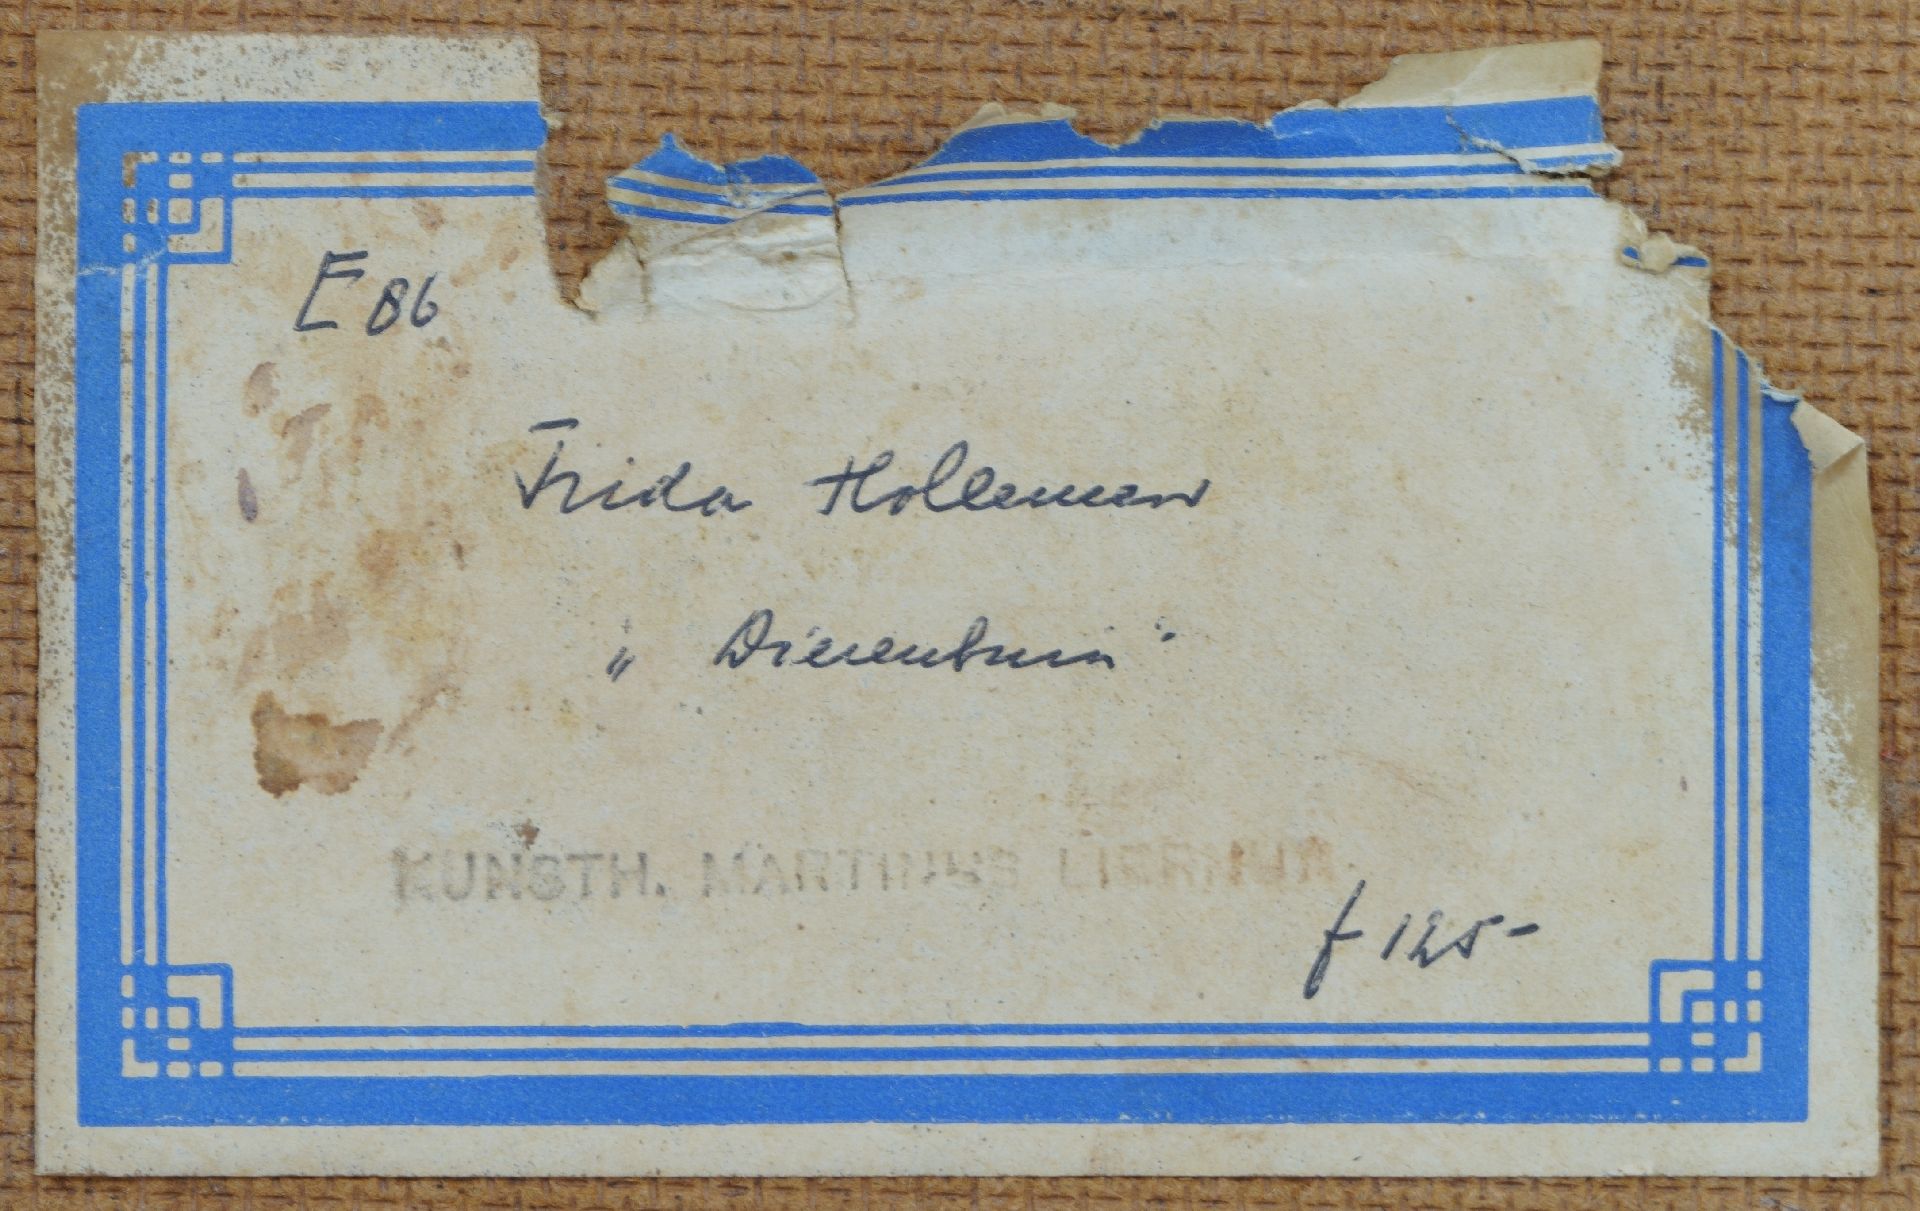 E 86
Frida Holleman
„ Dierentuin "
KUNSTH. MARTINUS LIERNUR
f 125-